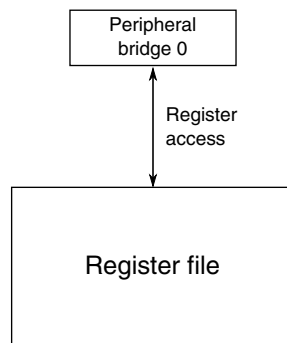 Peripheral
bridge 0
Register
access
Register file